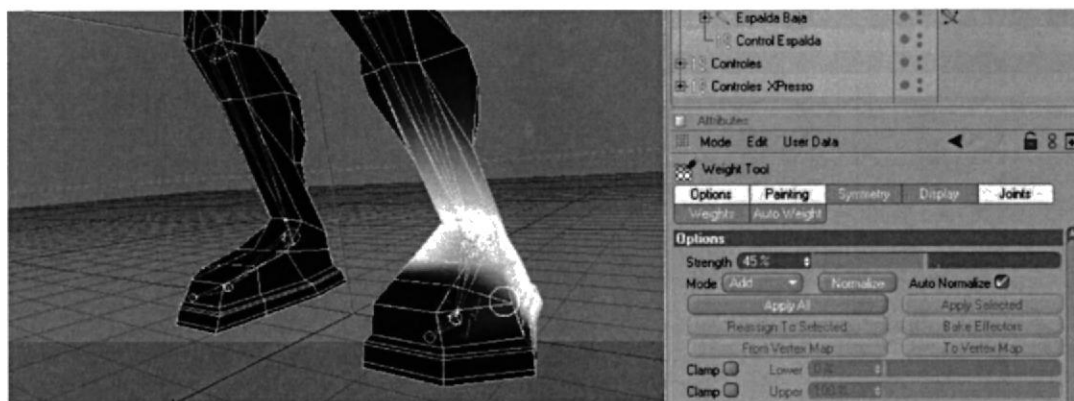 Espalda Baja
Control Espalda
Controles
Controles XPresso
Attributes
Mode Edit User Data
Weight Tool
Options Painting Symmetry Display Joints
Weights Auto Weight
Options
Strength 45 %
Mode Add Normalize Auto Normalize
Apply All Apply Selected
Reassign To Selected Bake Effectors
From Vertex Map To Vertex Map
Clamp Lower 0 %
Clamp Upper 100 %